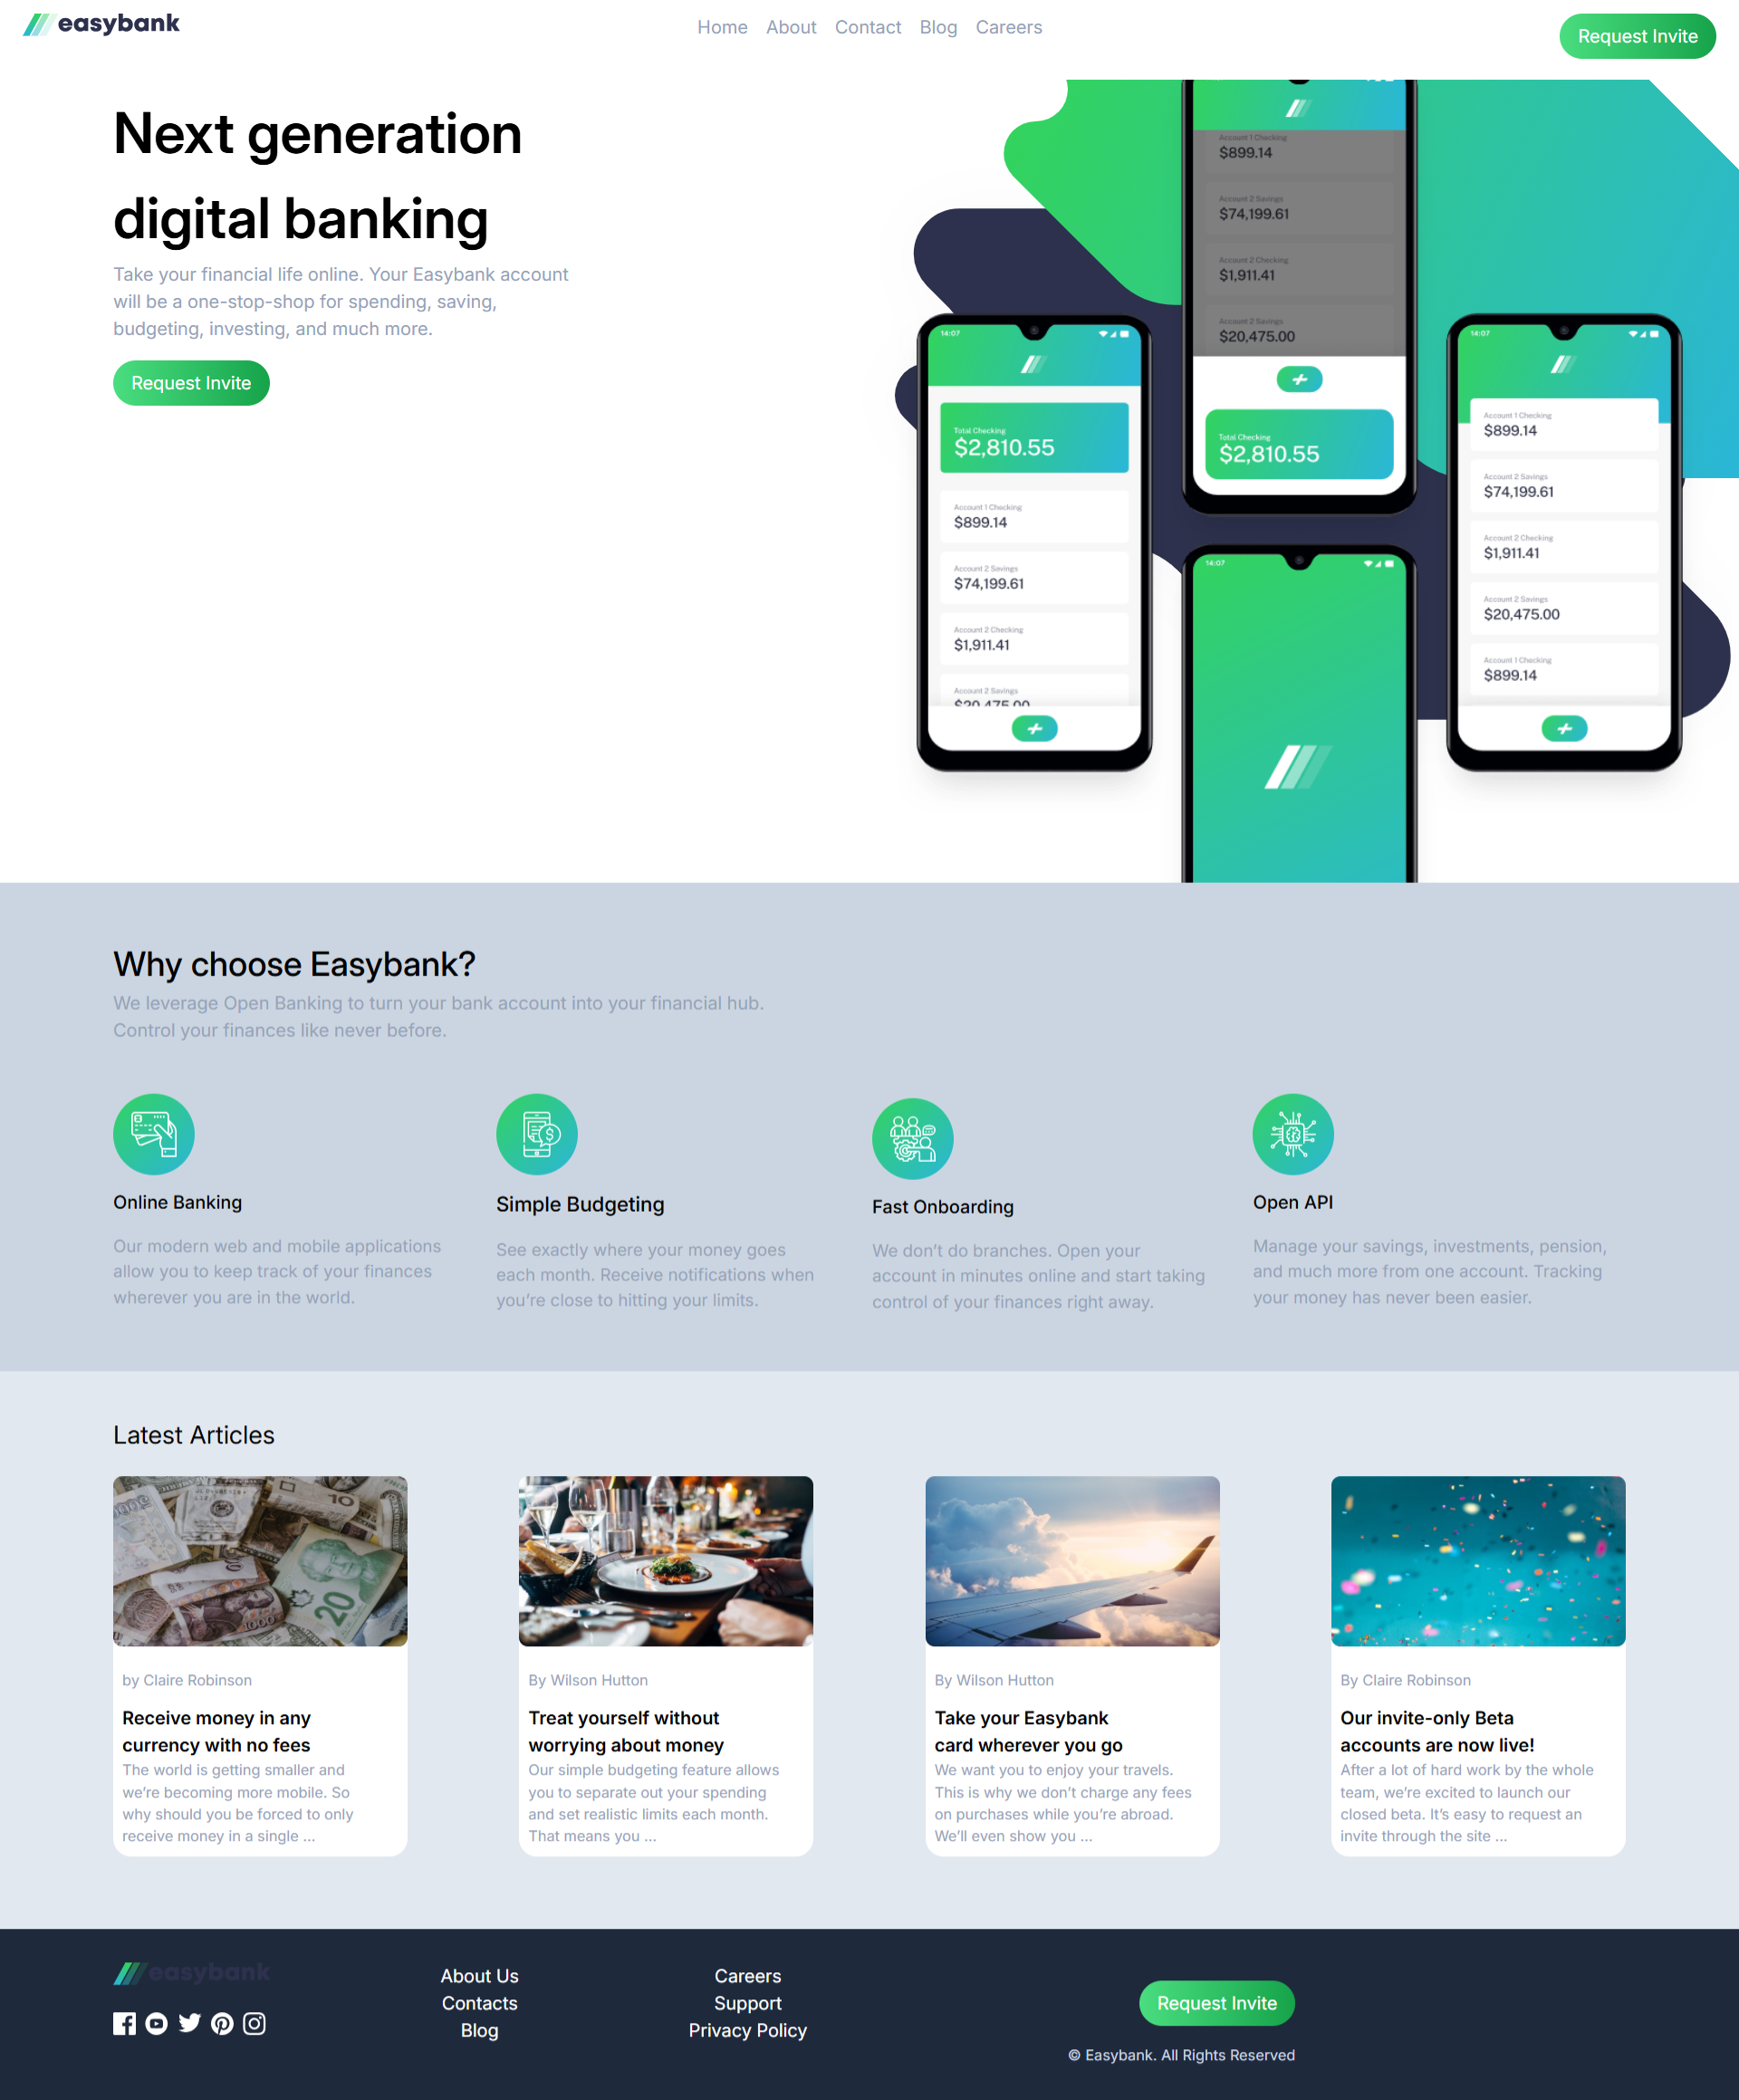 easybank
Home About Contact Blog Careers
Request Invite
Next generation
digital banking
Take your financial life online. Your Easybank account
will be a one-stop-shop for spending, saving,
budgeting, investing, and much more.
Request Invite
Account 1 Checking
$899.14
Account 2 Savings
$74,199.61
Account 2 Checking
$1,911.41
Account 2 Savings
$20,475.00
Total Checking
$2,810.55
14:07
Total Checking
$2,810.55
Account 1 Checking
$899.14
Account 2 Savings
$74,199.61
Account 2 Checking
$1,911.41
Account 2 Savings
$20,475.00
14:07
Account 1 Checking
$899.14
Account 2 Savings
$74,199.61
Account 2 Checking
$1,911.41
Account 2 Savings
$20,475.00
Account 1 Checking
$899.14
14:07
Why choose Easybank?
We leverage Open Banking to turn your bank account into your financial hub.
Control your finances like never before.
Online Banking
Our modern web and mobile applications
allow you to keep track of your finances
wherever you are in the world.
Simple Budgeting
See exactly where your money goes
each month. Receive notifications when
you’re close to hitting your limits.
Fast Onboarding
We don’t do branches. Open your
account in minutes online and start taking
control of your finances right away.
Open API
Manage your savings, investments, pension,
and much more from one account. Tracking
your money has never been easier.
Latest Articles
10
20
by Claire Robinson
Receive money in any
currency with no fees
The world is getting smaller and
we’re becoming more mobile. So
why should you be forced to only
receive money in a single ...
By Wilson Hutton
Treat yourself without
worrying about money
Our simple budgeting feature allows
you to separate out your spending
and set realistic limits each month.
That means you ...
By Wilson Hutton
Take your Easybank
card wherever you go
We want you to enjoy your travels.
This is why we don’t charge any fees
on purchases while you’re abroad.
We’ll even show you ...
By Claire Robinson
Our invite-only Beta
accounts are now live!
After a lot of hard work by the whole
team, we’re excited to launch our
closed beta. It’s easy to request an
invite through the site ...
easybank
About Us
Contacts
Blog
Careers
Support
Privacy Policy
Request Invite
© Easybank. All Rights Reserved